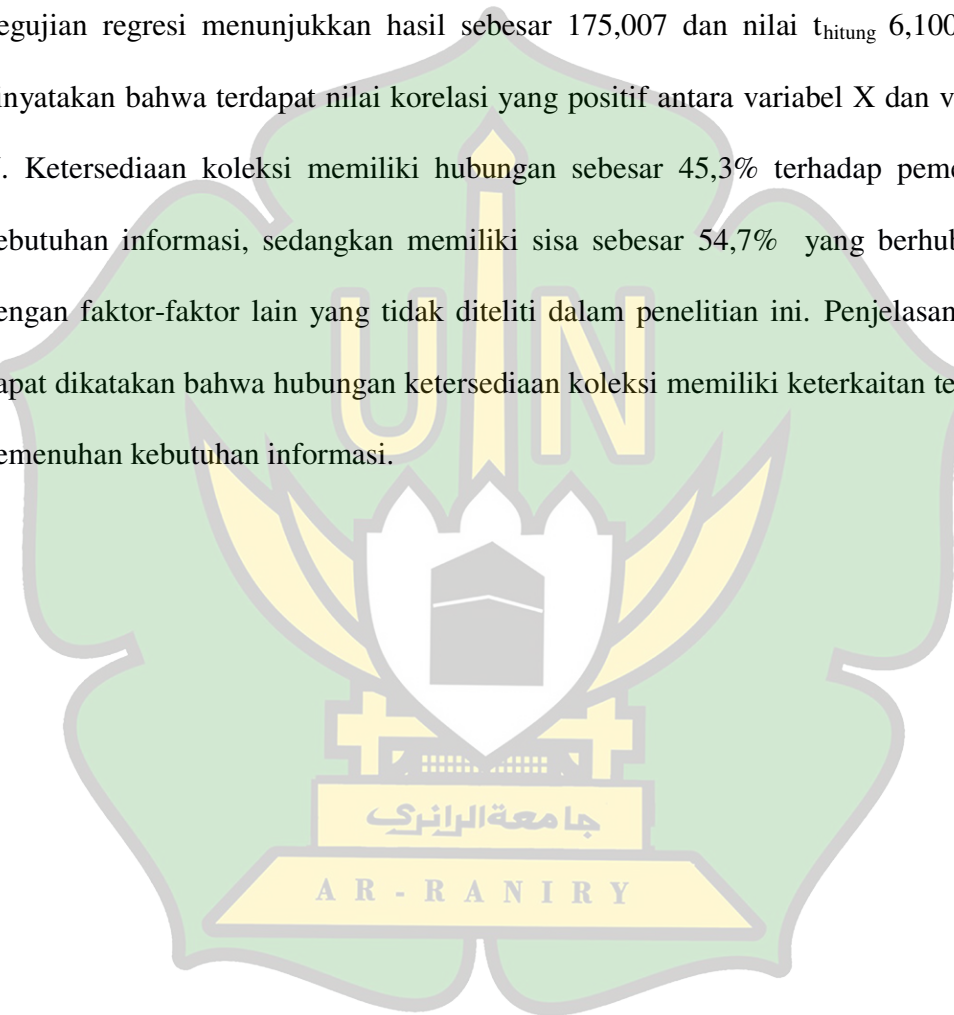 egujian regresi menunjukkan hasil sebesar 175,007 dan nilai t hitung 6,100
inyatakan bahwa terdapat nilai korelasi yang positif antara variabel X dan v
. Ketersediaan koleksi memiliki hubungan sebesar 45,3% terhadap peme
ebutuhan informasi, sedangkan memiliki sisa sebesar 54,7% yang berhub
engan faktor-faktor lain yang tidak diteliti dalam penelitian ini. Penjelasan
apat dikatakan bahwa hubungan ketersediaan koleksi memiliki keterkaitan te
emenuhan kebutuhan informasi.
UIN
جامعة الرانري
AR-RANIRY